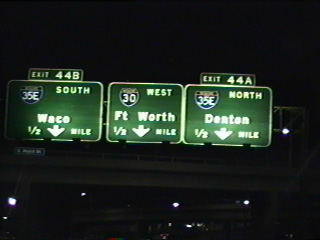 EXIT 44B
35E SOUTH
Waco
1/2 MILE
30 WEST
Ft Worth
1/2 MILE
EXIT 44A
35E NORTH
Denton
1/2 MILE